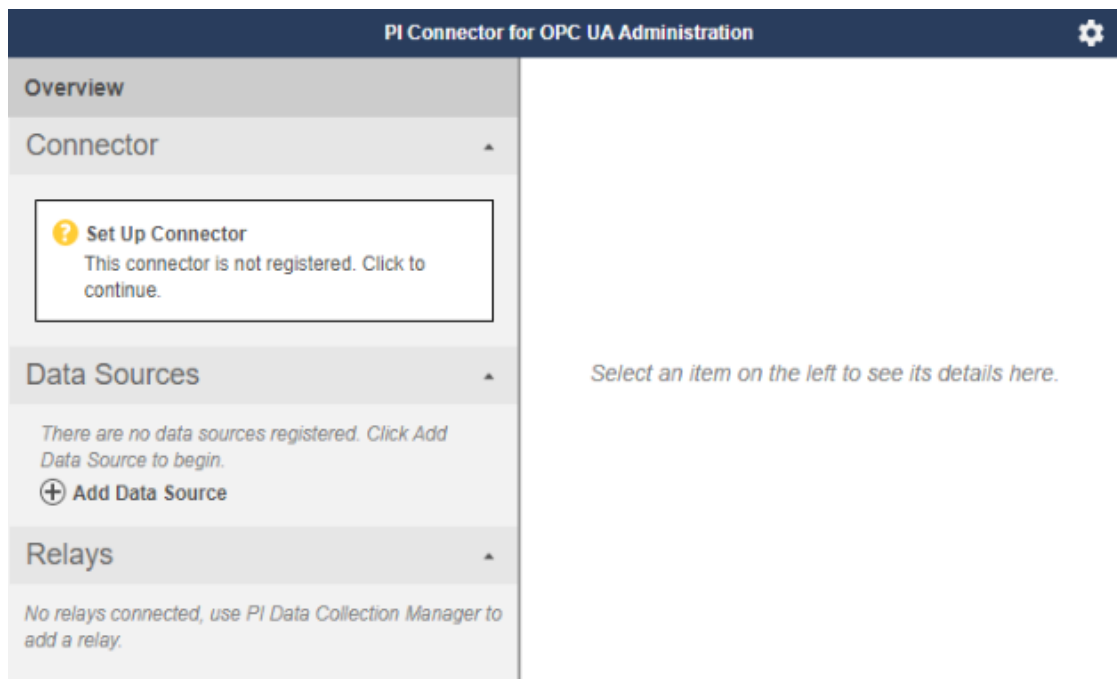 PI Connector for OPC UA Administration
Overview
Connector
Set Up Connector
This connector is not registered. Click to
continue.
Data Sources
Select an item on the left to see its details here.
There are no data sources registered. Click Add
Data Source to begin.
Add Data Source
Relays
No relays connected, use PI Data Collection Manager to
add a relay.